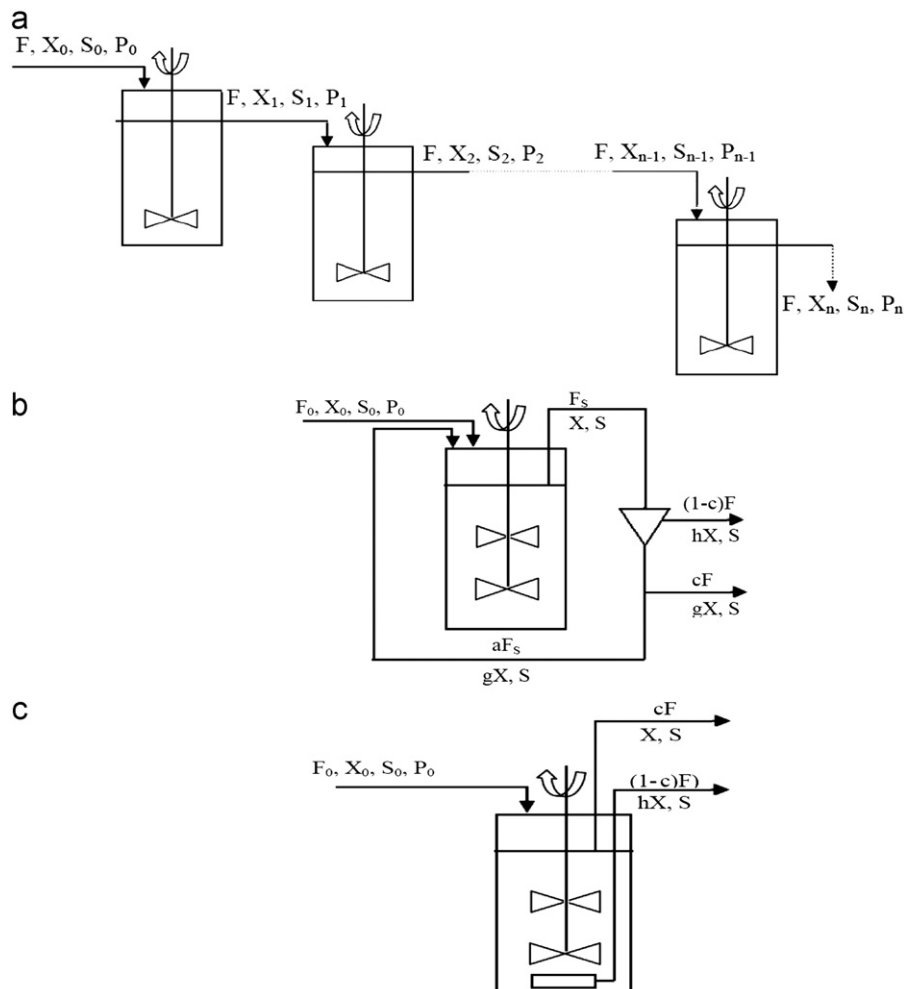 a
F, X₀, S₀, P₀
F, X₁, S₁, P₁
F, X₂, S₂, P₂
F, Xₙ₋₁, Sₙ₋₁, Pₙ₋₁
F, Xₙ, Sₙ, Pₙ
b
F₀, X₀, S₀, P₀
Fₛ
X, S
(1-c)F
hX, S
cF
gX, S
aFₛ
gX, S
c
cF
X, S
F₀, X₀, S₀, P₀
(1-c)F)
hX, S